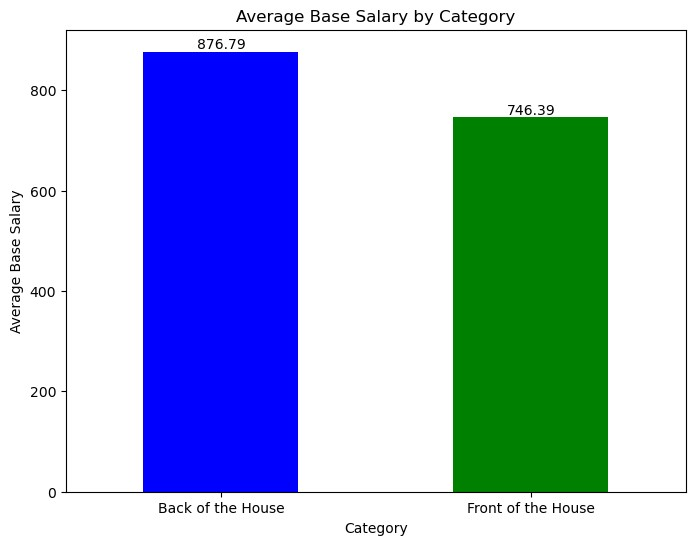 Average Base Salary by Category
876.79
746.39
800
600
400
200
0
Average Base Salary
Back of the House
Front of the House
Category